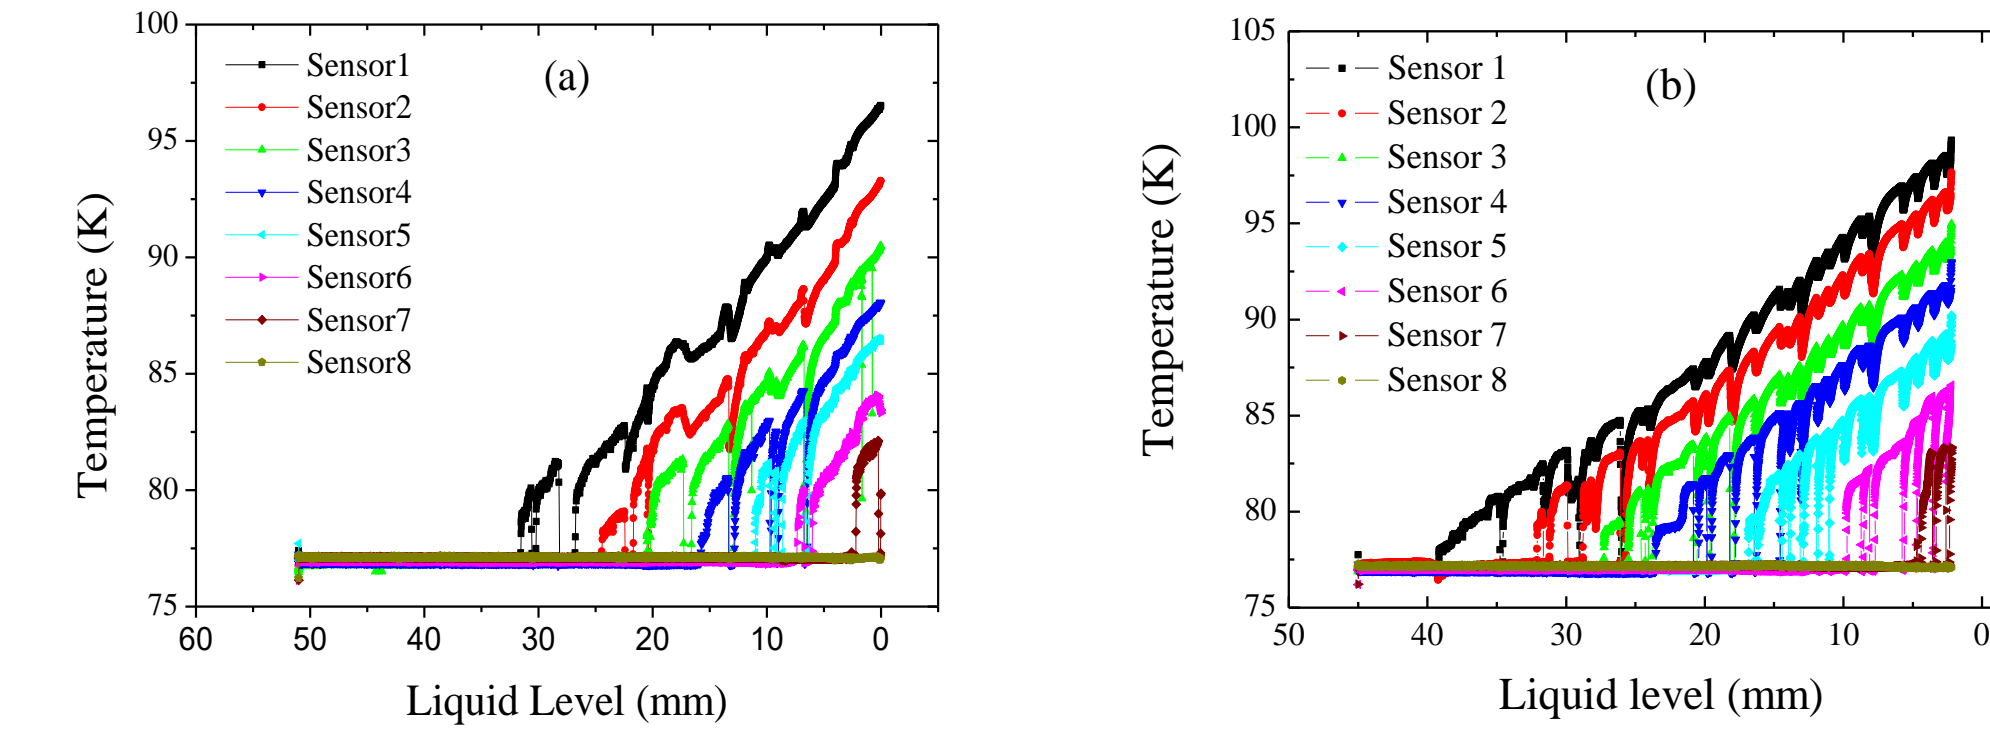 100
95
90
85
80
75
Temperature (K)
Sensor1
Sensor2
Sensor3
Sensor4
Sensor5
Sensor6
Sensor7
Sensor8
(a)
60 50 40 30 20 10 0
Liquid Level (mm)
105
100
95
90
85
80
75
Temperature (K)
Sensor 1
Sensor 2
Sensor 3
Sensor 4
Sensor 5
Sensor 6
Sensor 7
Sensor 8
(b)
50 40 30 20 10 0
Liquid level (mm)